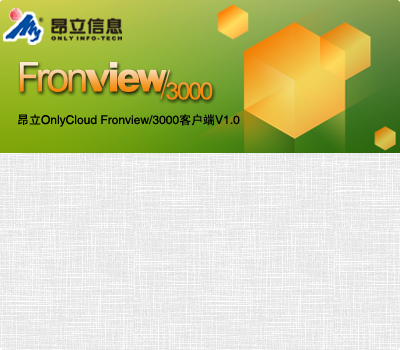 昂立信息
ONLY INFO-TECH
Fronview/3000
昂立OnlyCloud Fronview/3000客户端V1.0